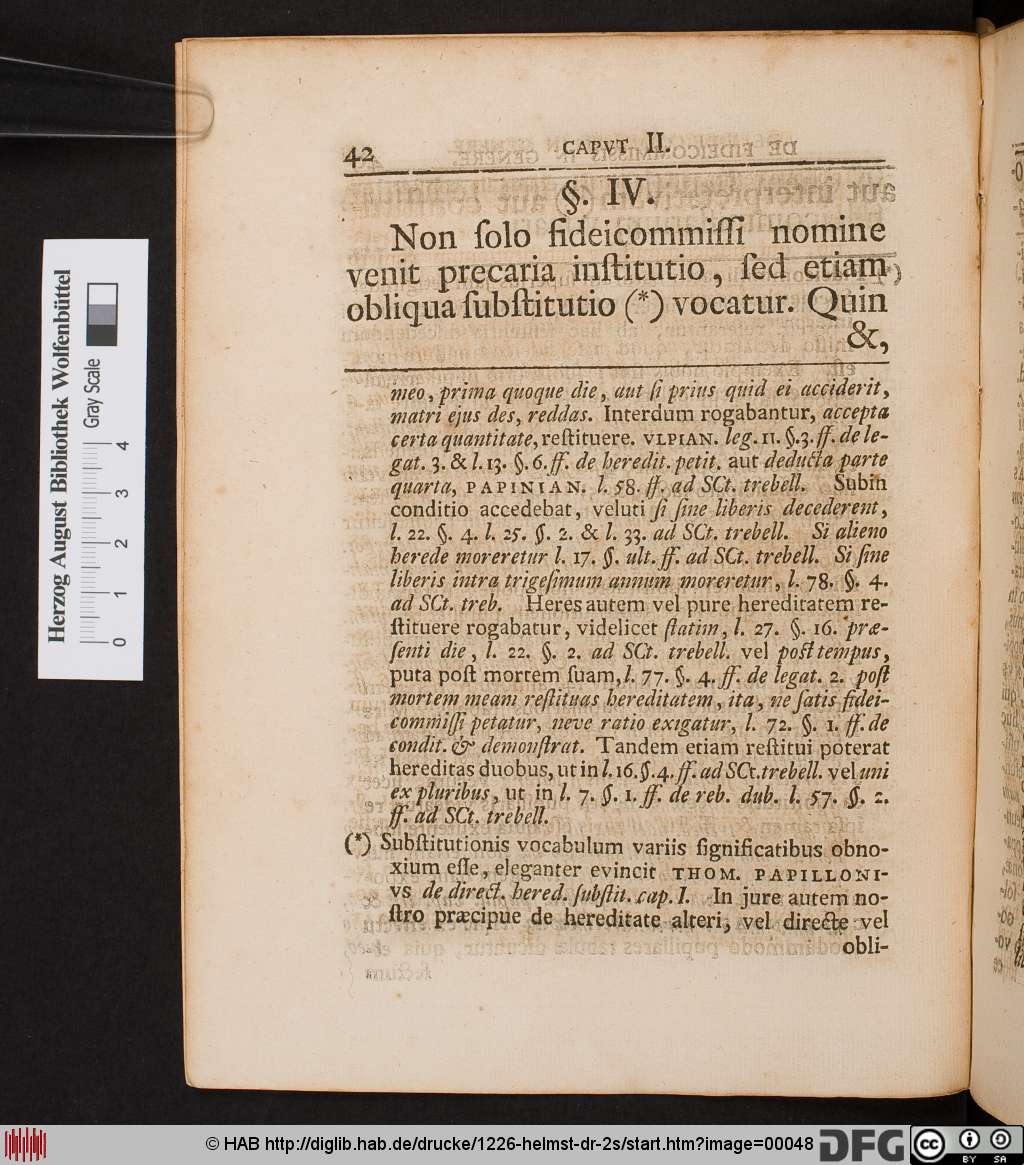 42 CAPVT II.
§. IV.
Non ſolo fideicommiſſi nomine
venit precaria inſtitutio, ſed etiam
obliqua ſubſtitutio (*) vocatur. Quin
&,
meo, prima quoque die, aut ſi prius quid ei acciderit,
matri ejus des, reddas. Interdum rogabantur, accepta
certa quantitate, reſtituere. VLPIAN. leg. 11. §. 3. ff. de le-
gat. 3. & l. 13. §. 6. ff. de heredit. petit. aut deducta parte
quarta, PAPINIAN. l. 58. ff. ad SCt. trebell. Subin
conditio accedebat, veluti ſi ſine liberis decederent,
l. 22. §. 4. l. 25. §. 2. & l. 33. ad SCt. trebell. Si alieno
herede moreretur l. 17. §. ult. ff. ad SCt. trebell. Si ſine
liberis intra trigeſimum annum moreretur, l. 78. §. 4.
ad SCt. treb. Heres autem vel pure hereditatem re-
ſtituere rogabatur, videlicet ſtatim, l. 27. §. 16. præ-
ſenti die, l. 22. §. 2. ad SCt. trebell. vel poſt tempus,
puta poſt mortem ſuam, l. 77. §. 4. ff. de legat. 2. poſt
mortem meam reſtituas hereditatem, ita, ne ſatis fidei-
commiſſi petatur, neve ratio exigatur, l. 72. §. 1. ff. de
condit. & demonſtrat. Tandem etiam reſtitui poterat
hereditas duobus, ut in l. 16. §. 4. ff. ad SCt. trebell. vel uni
ex pluribus, ut in l. 7. §. 1. ff. de reb. dub. l. 57. §. 2.
ff. ad SCt. trebell.
(*) Subſtitutionis vocabulum variis ſignificatibus obno-
xium eſſe, eleganter evincit THOM. PAPILLONI-
VS de direct. hered. ſubſtit. cap. I. In jure autem no-
ſtro præcipue de hereditate alteri, vel directe vel
obli-
Herzog August Bibliothek Wolfenbüttel
Gray Scale
0 1 2 3 4
© HAB http://diglib.hab.de/drucke/1226-helmst-dr-2s/start.htm?image=00048
DFG
cc BY SA